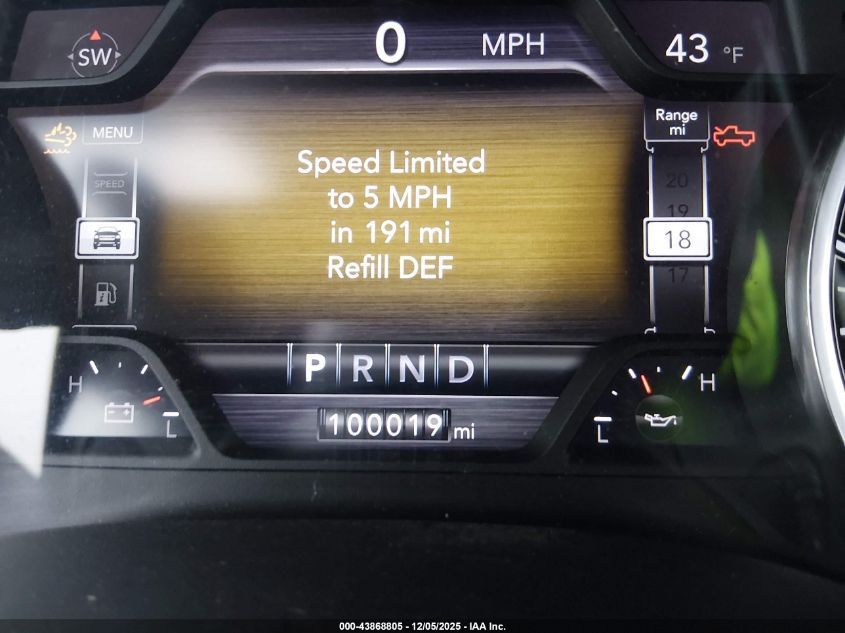 SW
0 MPH
43 °F
MENU
SPEED
Range
mi
20
19
18
17
Speed Limited
to 5 MPH
in 191 mi
Refill DEF
P R N D
H
L
100019 mi
H
L
000-43868805 - 12/05/2025 - IAA Inc.